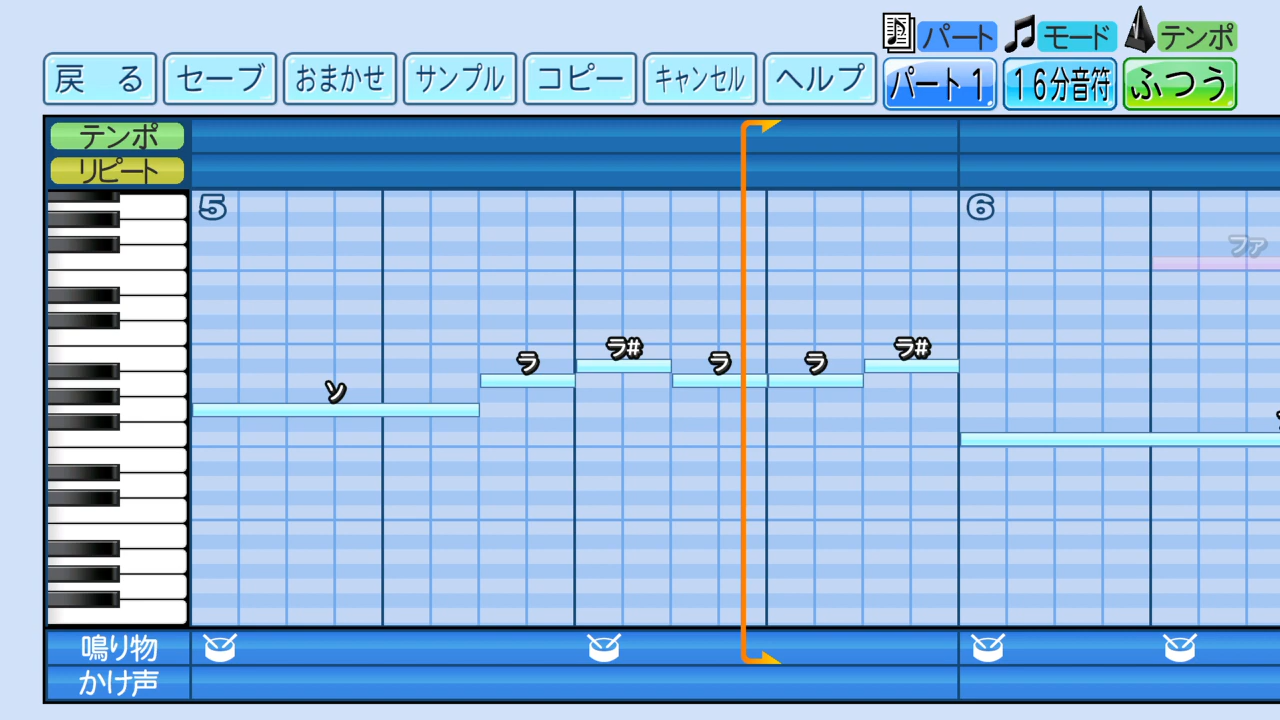 パート モード テンポ
戻る セーブ おまかせ サンプル コピー キャンセル ヘルプ パート1 16分音符 ふつう
テンポ
リピート
5 6
ファ
ラ# ラ#
ラ ラ ラ
ソ
鳴り物
かけ声